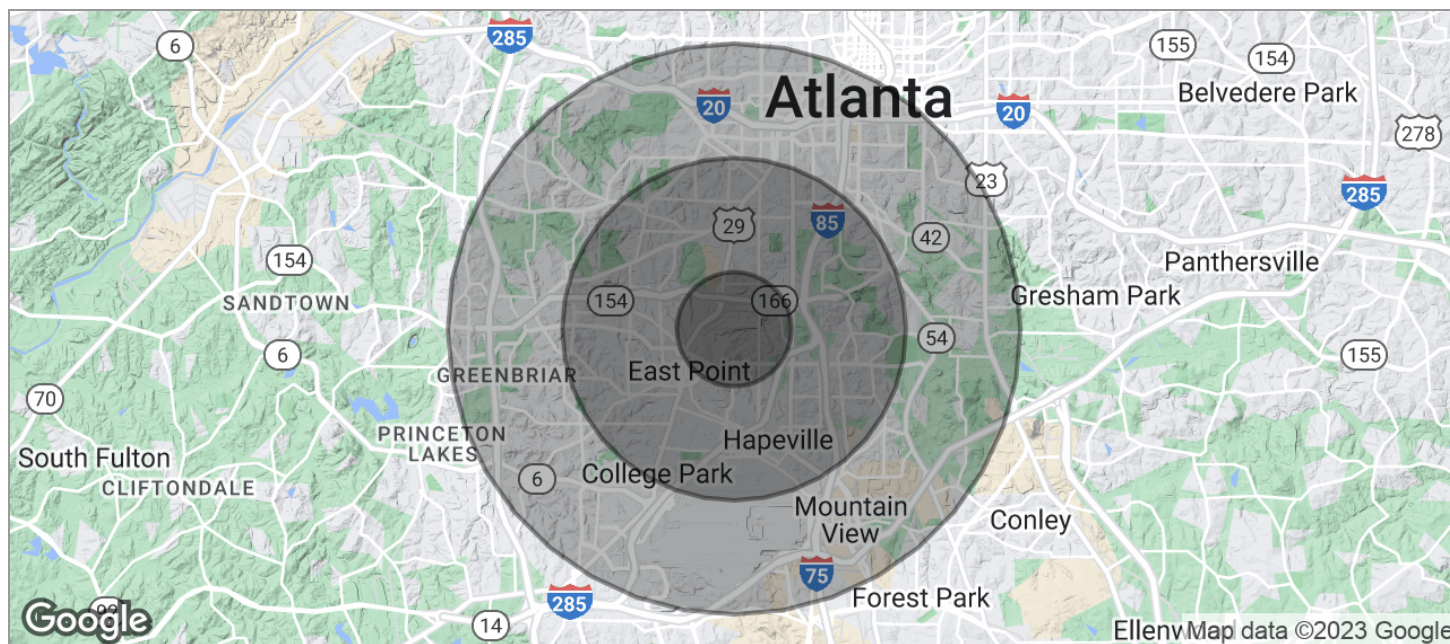 6
285
155
154
20
Atlanta
20
Belvedere Park
278
23
285
29
85
42
154
Panthersville
SANDTOWN
154
166
Gresham Park
54
6
East Point
155
GREENBRIAR
70
PRINCETON
LAKES
Hapeville
South Fulton
CLIFTONDALE
6
College Park
Mountain
View
Conley
75
285
Forest Park
Google
14
Map data ©2023 Google